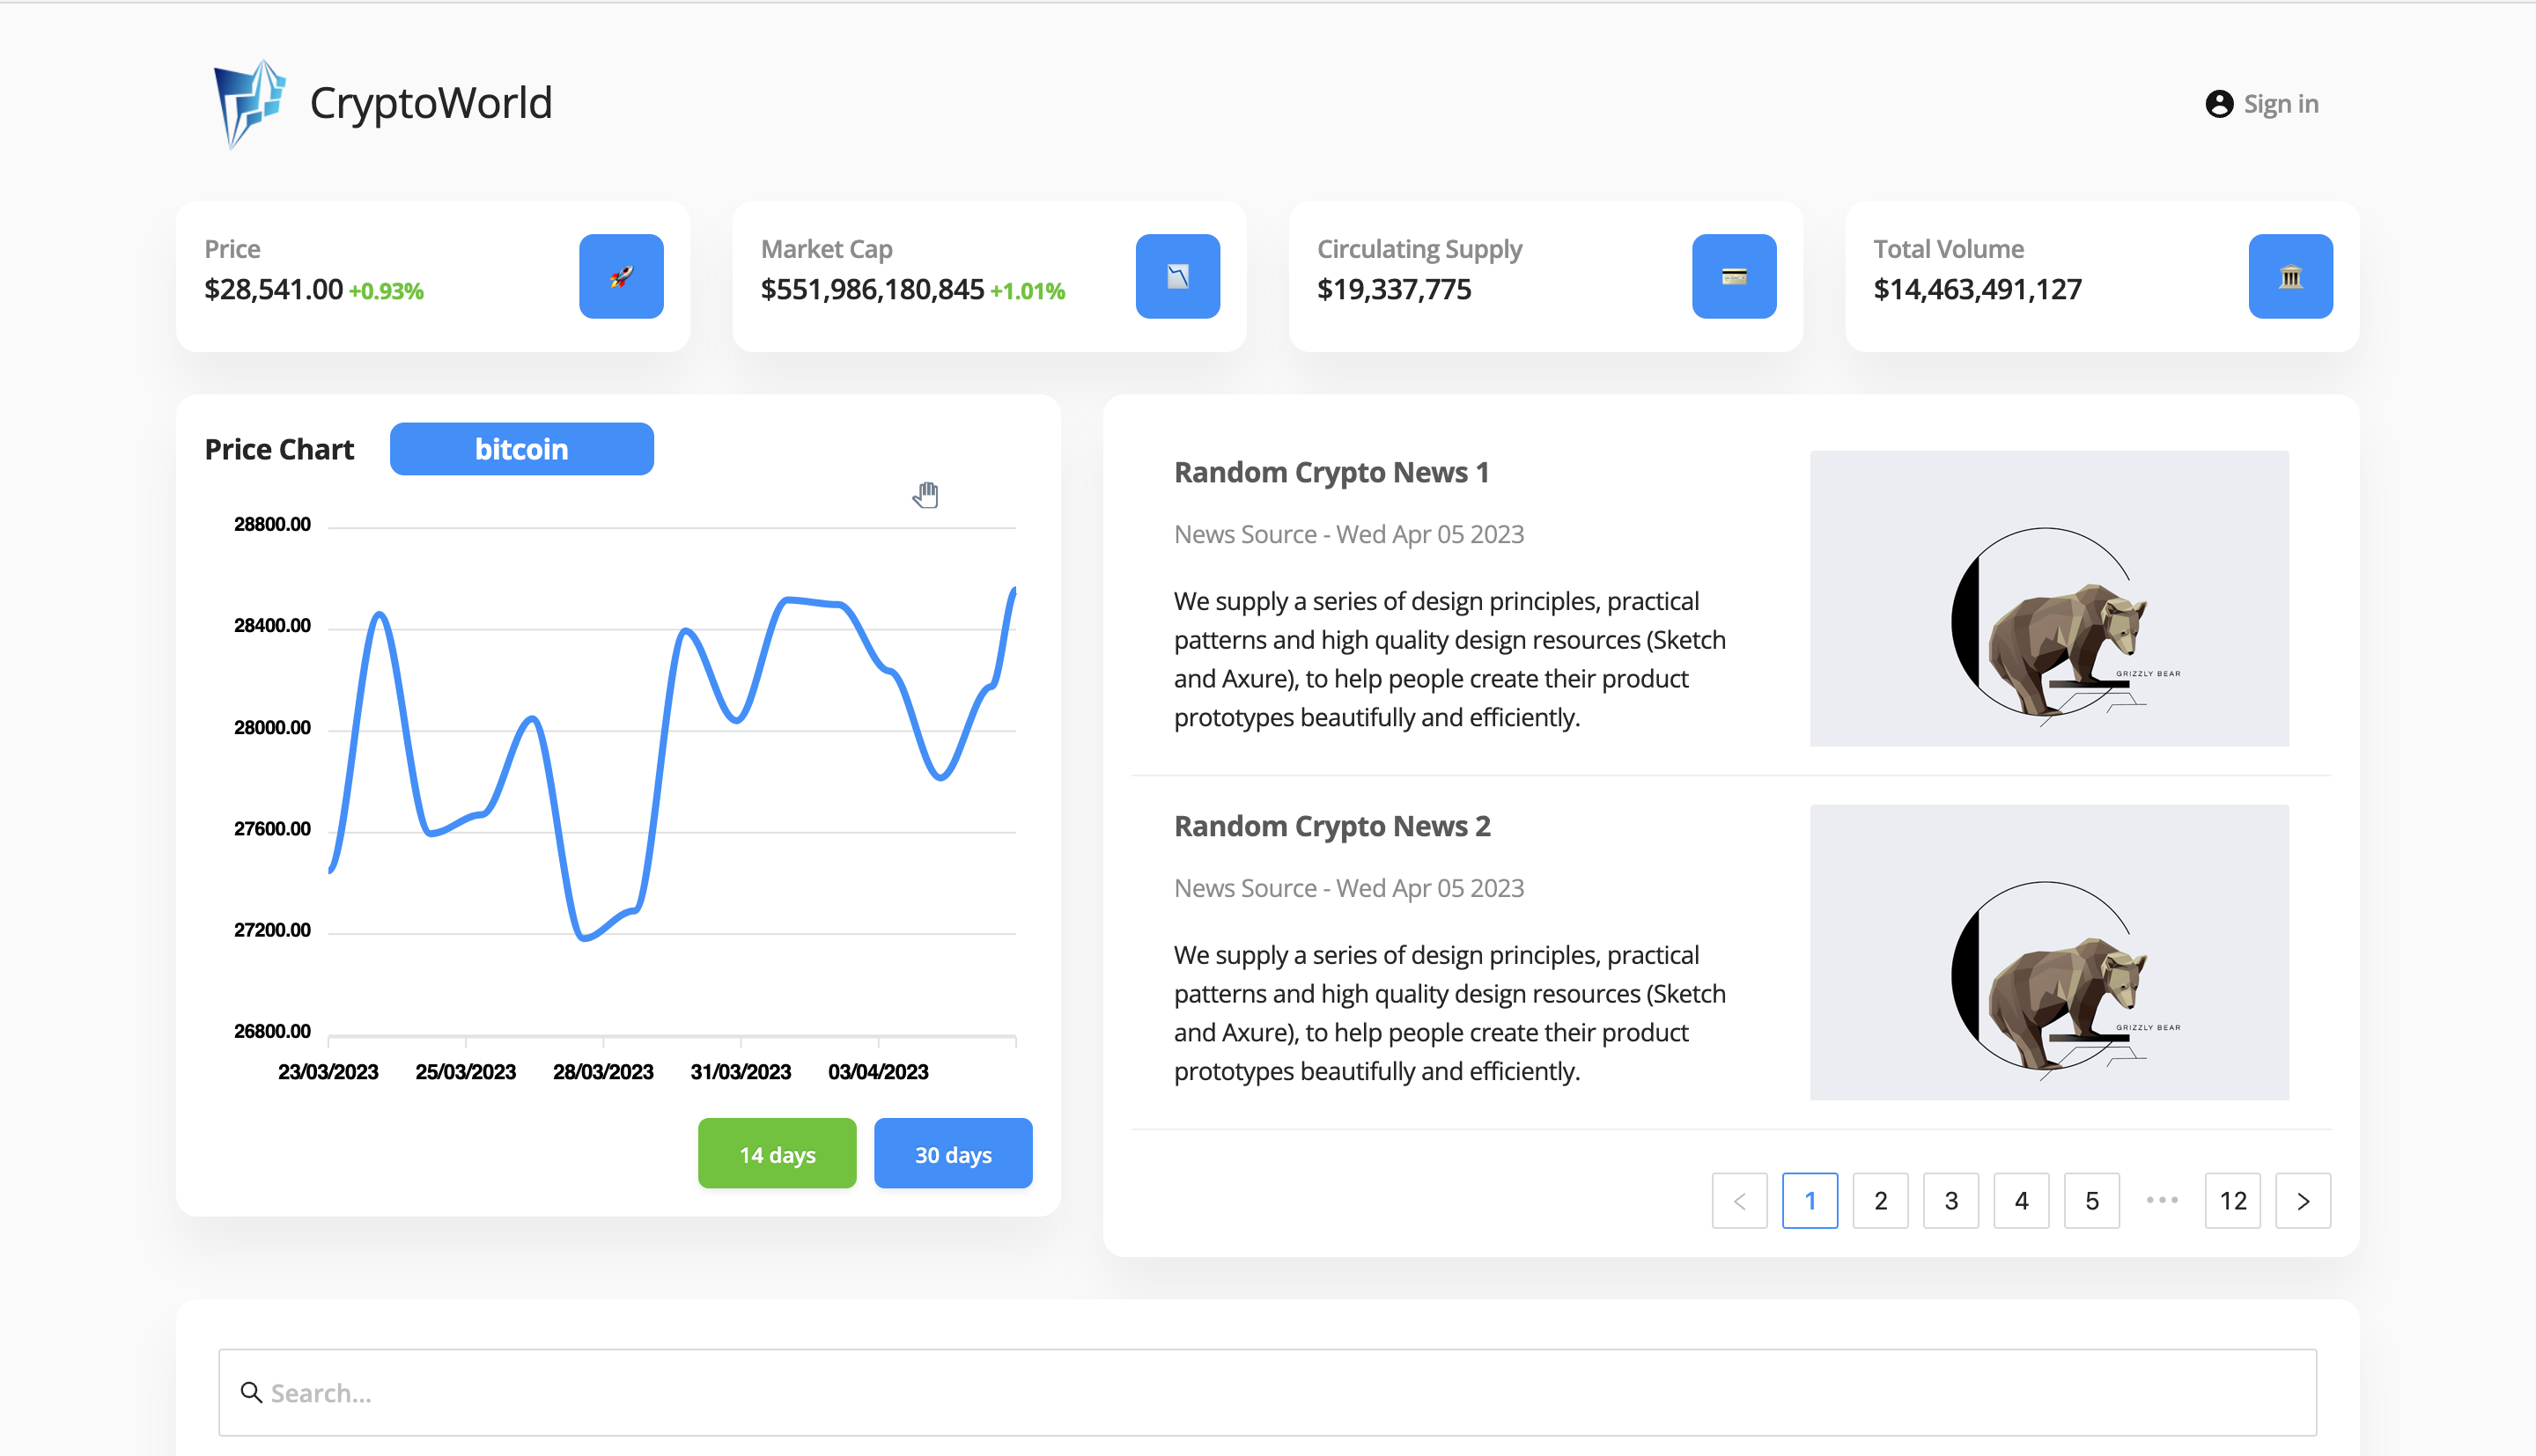 CryptoWorld
Sign in
Price
$28,541.00 +0.93%
Market Cap
$551,986,180,845 +1.01%
Circulating Supply
$19,337,775
Total Volume
$14,463,491,127
Price Chart
bitcoin
28800.00
28400.00
28000.00
27600.00
27200.00
26800.00
23/03/2023
25/03/2023
28/03/2023
31/03/2023
03/04/2023
14 days
30 days
Random Crypto News 1
News Source - Wed Apr 05 2023
We supply a series of design principles, practical
patterns and high quality design resources (Sketch
and Axure), to help people create their product
prototypes beautifully and efficiently.
GRIZZLY BEAR
Random Crypto News 2
News Source - Wed Apr 05 2023
We supply a series of design principles, practical
patterns and high quality design resources (Sketch
and Axure), to help people create their product
prototypes beautifully and efficiently.
GRIZZLY BEAR
< 1 2 3 4 5 ••• 12 >
Search...